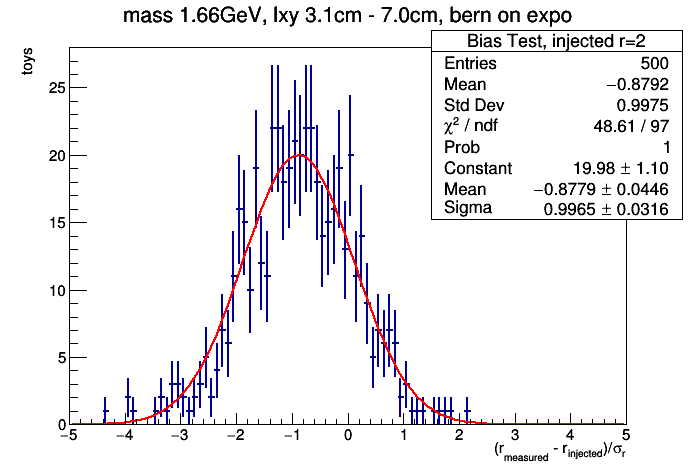 mass 1.66GeV, lxy 3.1cm - 7.0cm, bern on expo
Bias Test, injected r=2
Entries 500
Mean −0.8792
Std Dev 0.9975
χ² / ndf 48.61 / 97
Prob 1
Constant 19.98 ± 1.10
Mean −0.8779 ± 0.0446
Sigma 0.9965 ± 0.0316
toys
25
20
15
10
5
0
−5 −4 −3 −2 −1 0 1 2 3 4 5
(r_measured - r_injected)/σ_r